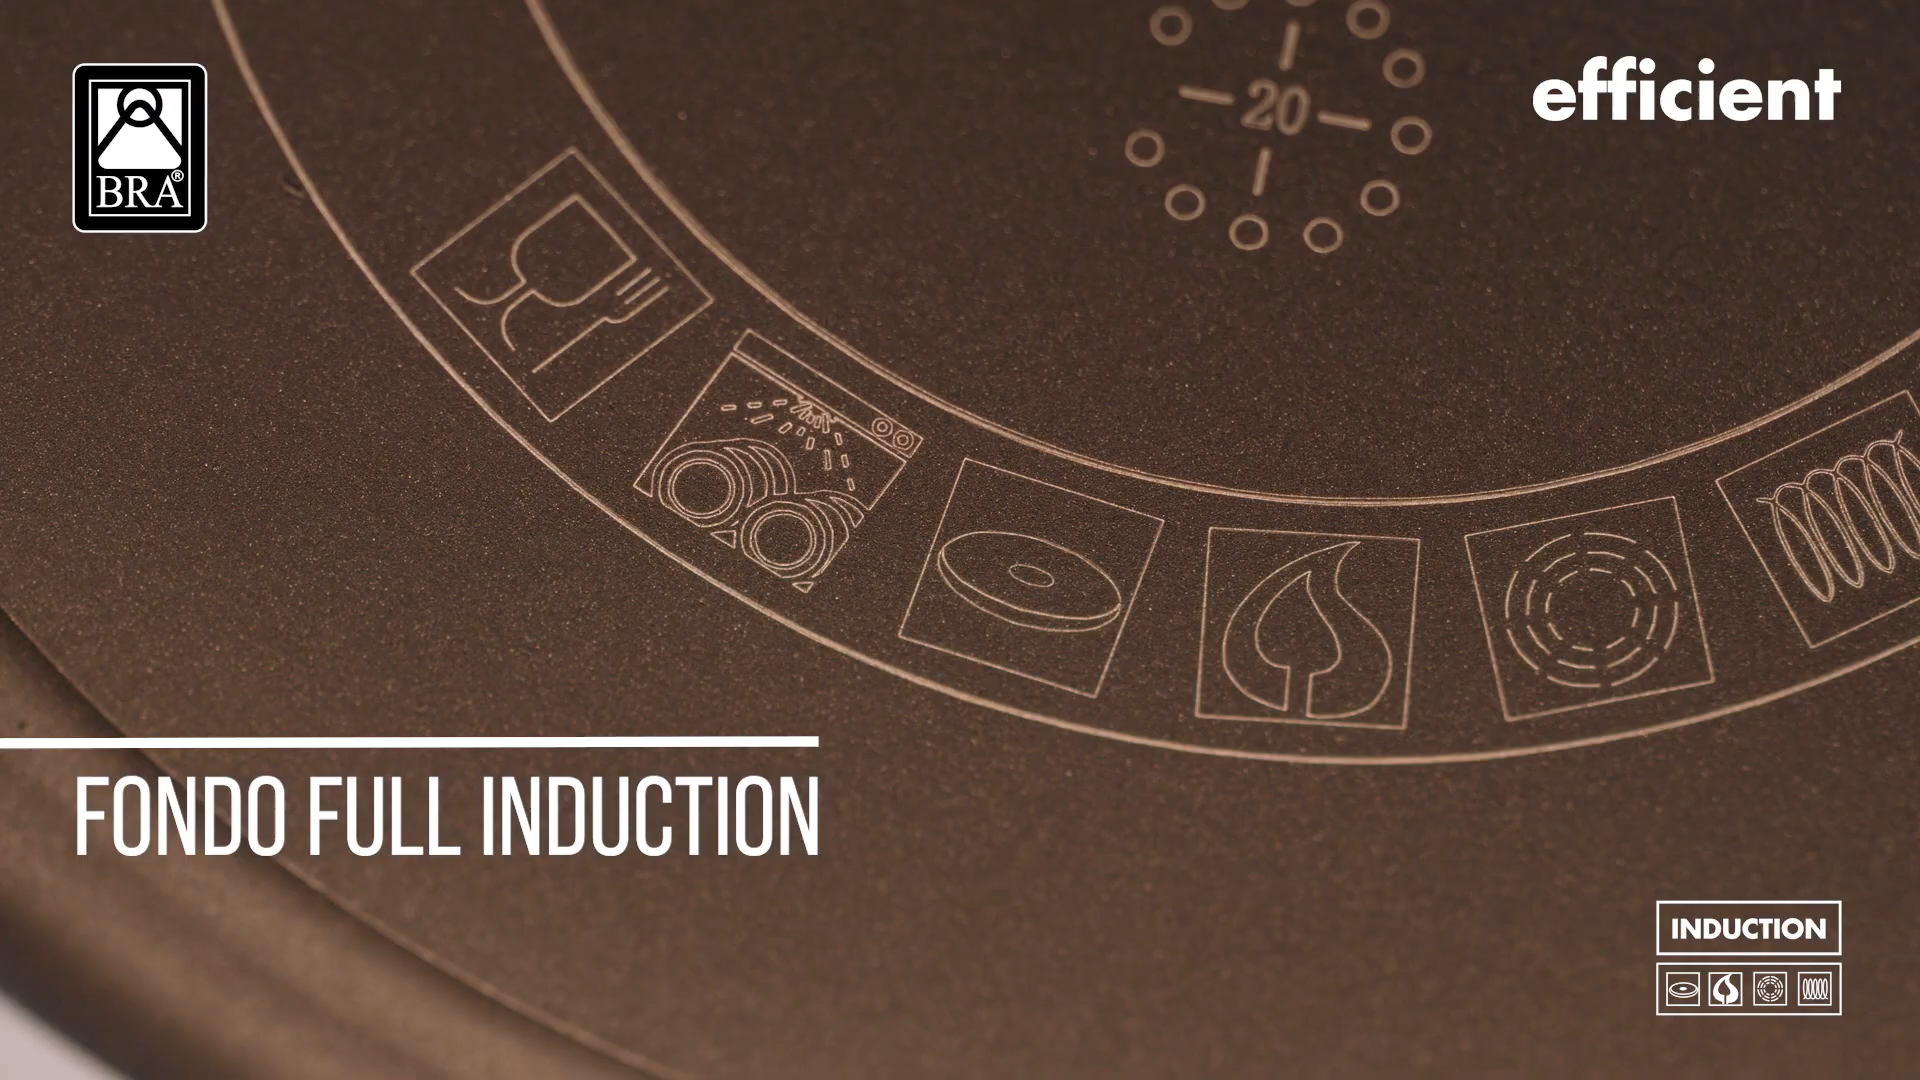 BRA®
efficient
20
FONDO FULL INDUCTION
INDUCTION